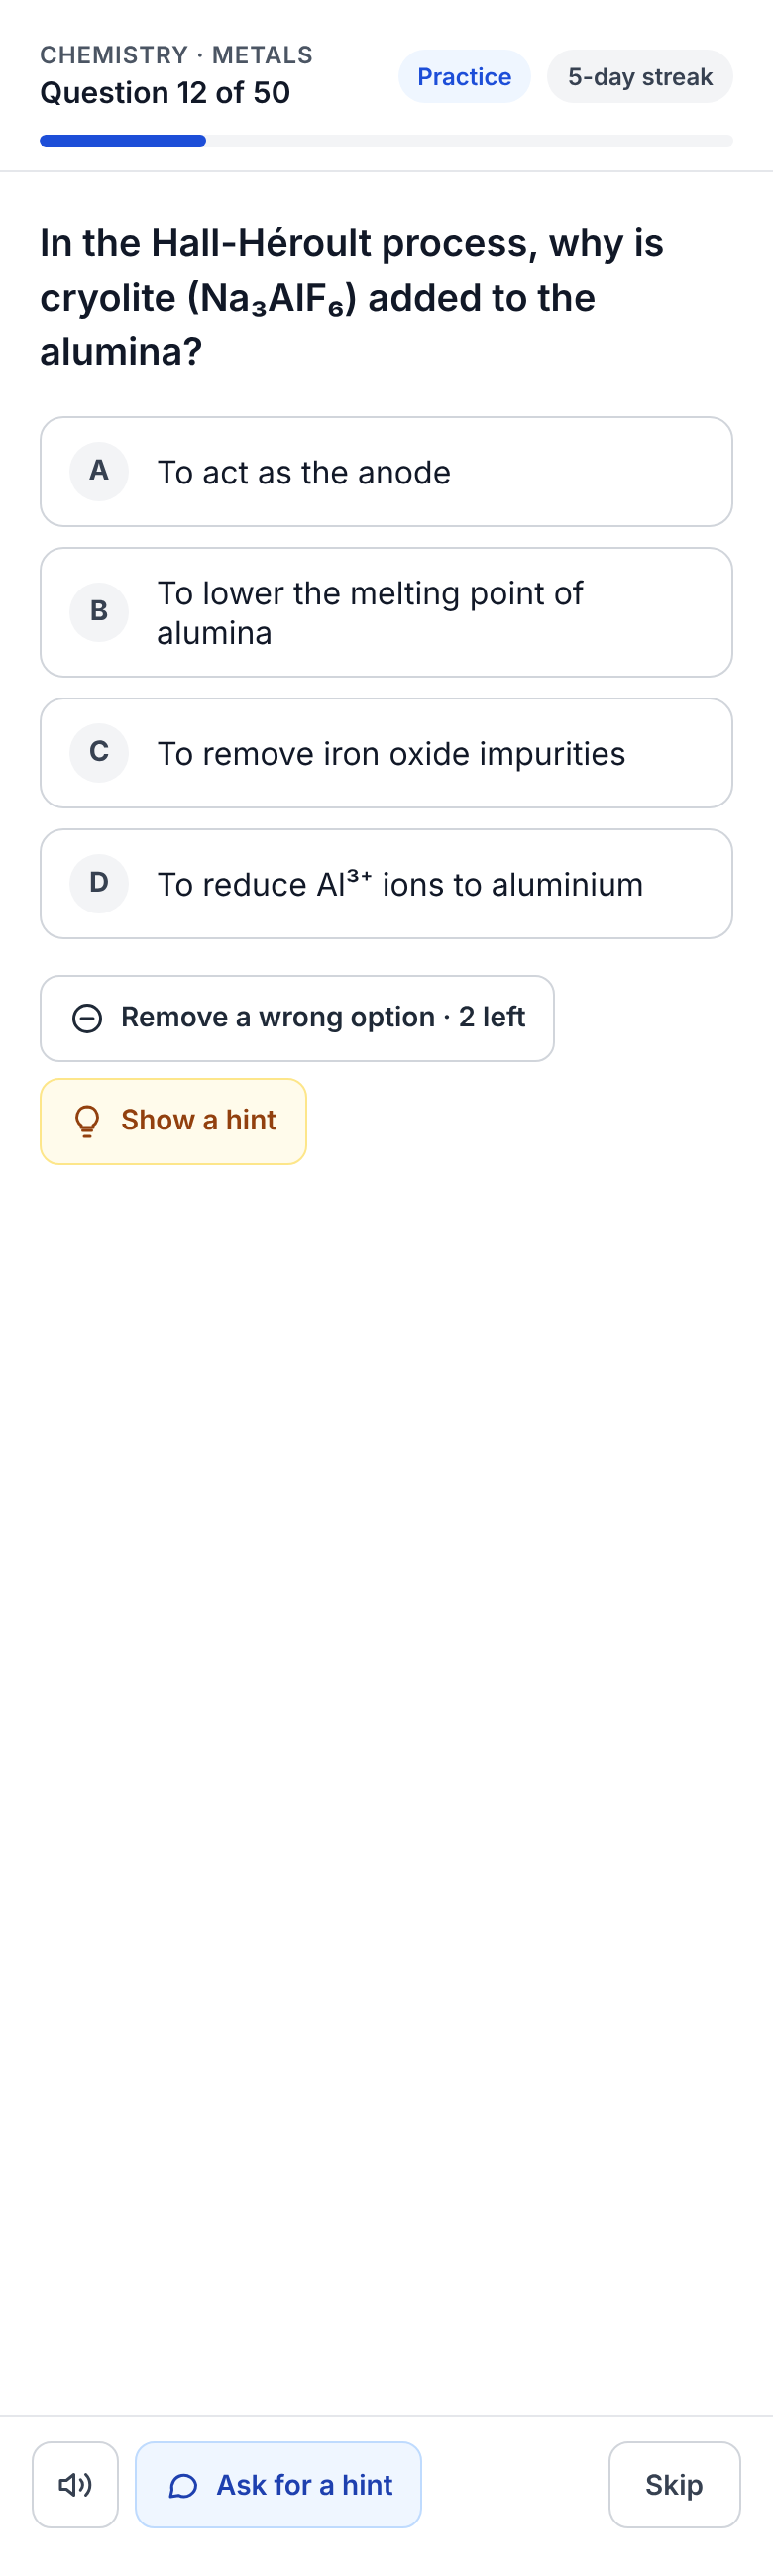 CHEMISTRY · METALS
Question 12 of 50
Practice
5-day streak
In the Hall-Héroult process, why is
cryolite (Na₃AlF₆) added to the
alumina?
A
To act as the anode
B
To lower the melting point of
alumina
C
To remove iron oxide impurities
D
To reduce Al³⁺ ions to aluminium
Remove a wrong option · 2 left
Show a hint
Ask for a hint
Skip